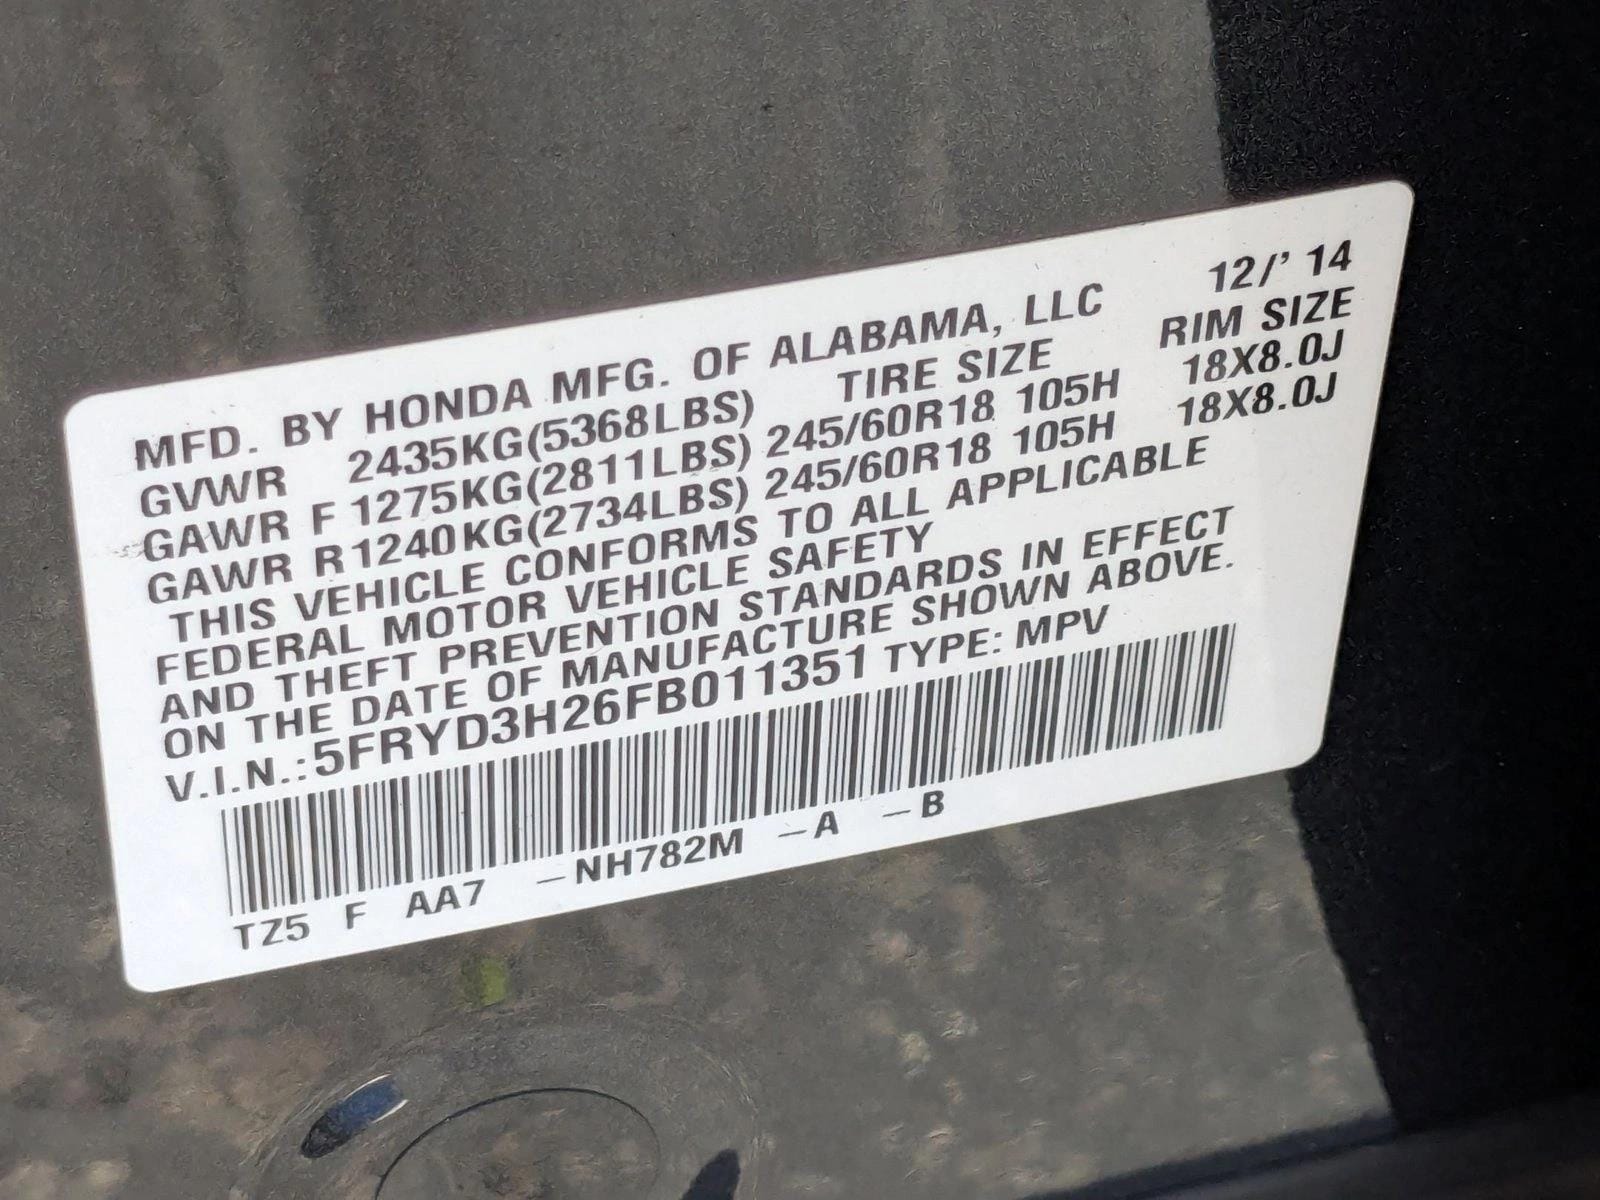 MFD. BY HONDA MFG. OF ALABAMA, LLC 12/' 14
GVWR 2435KG(5368LBS) TIRE SIZE RIM SIZE
GAWR F 1275KG(2811LBS) 245/60R18 105H 18X8.0J
GAWR R 1240KG(2734LBS) 245/60R18 105H 18X8.0J
THIS VEHICLE CONFORMS TO ALL APPLICABLE
FEDERAL MOTOR VEHICLE SAFETY
AND THEFT PREVENTION STANDARDS IN EFFECT
ON THE DATE OF MANUFACTURE SHOWN ABOVE.
V.I.N.: 5FRYD3H26FB011351 TYPE: MPV
TZ5 F AA7 –NH782M –A –B